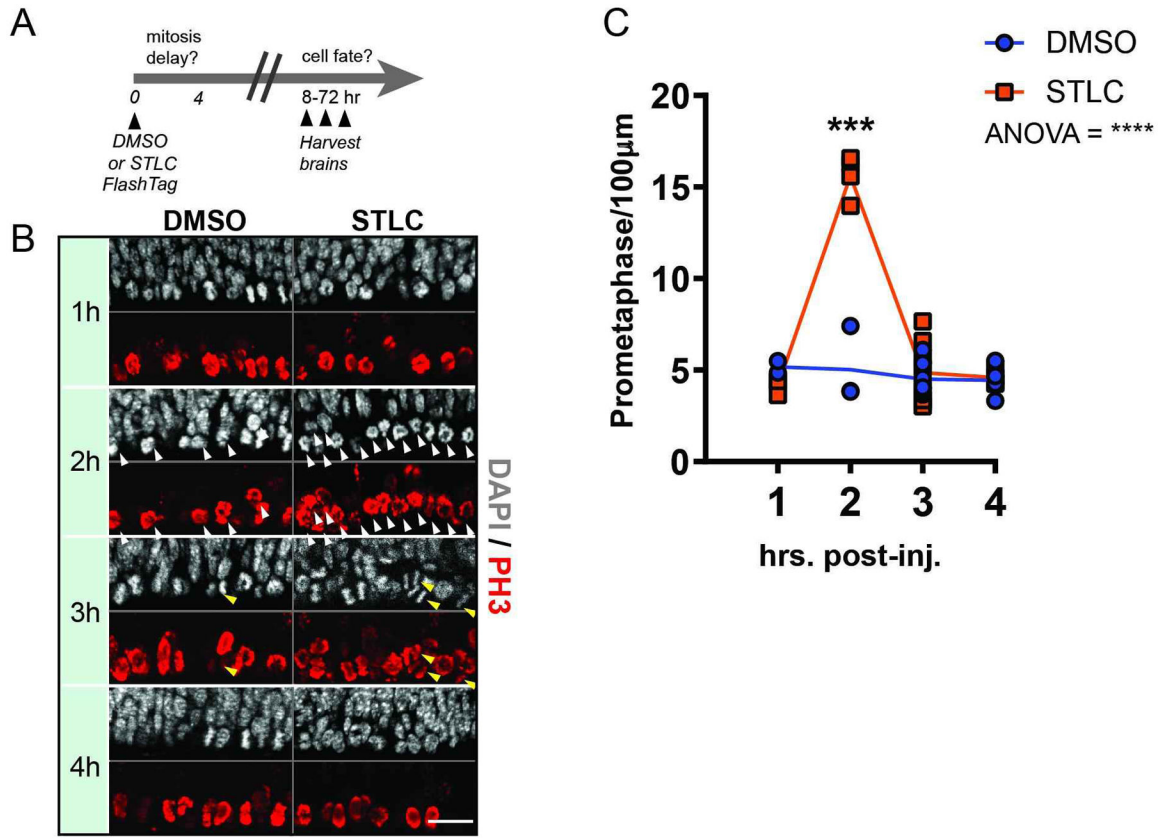 A
mitosis
delay?
cell fate?
0
4
8-72 hr
DMSO
or STLC
FlashTag
Harvest
brains
B
DMSO
STLC
1h
2h
3h
4h
DAPI / PH3
C
DMSO
STLC
ANOVA = ****
***
Prometaphase/100μm
20
15
10
5
0
1
2
3
4
hrs. post-inj.